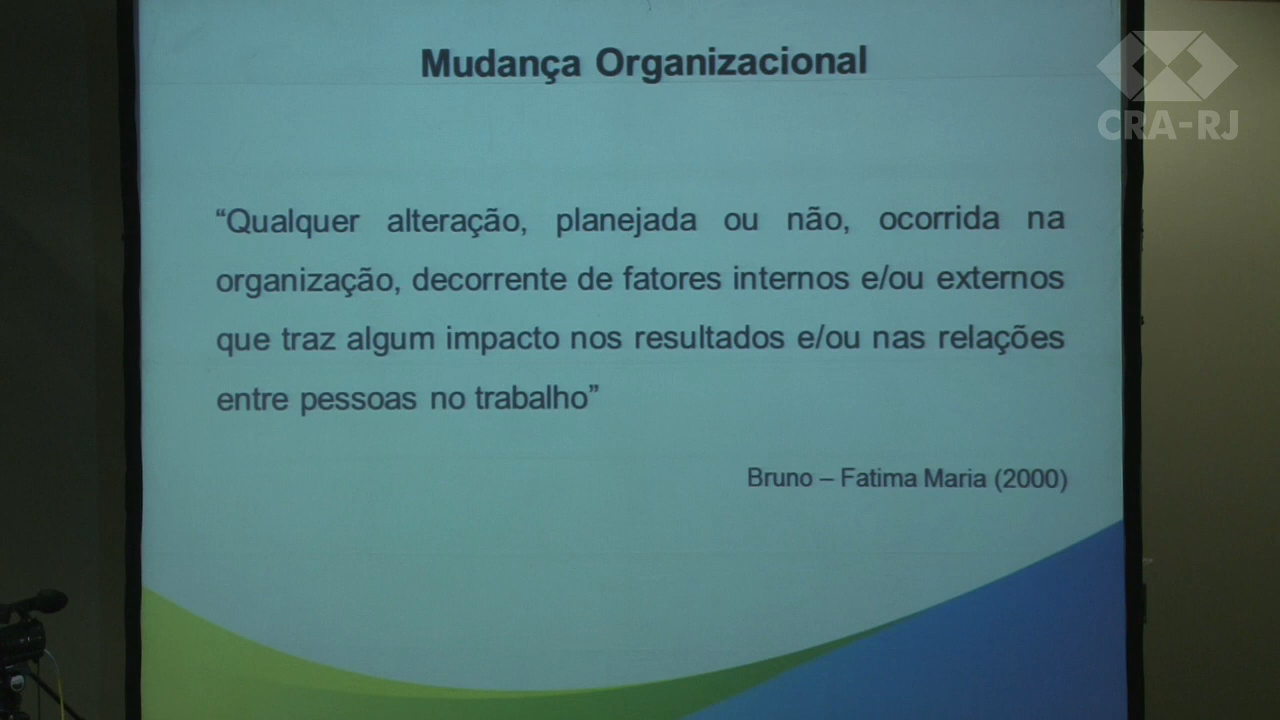 Mudança Organizacional
CRA-RJ
“Qualquer alteração, planejada ou não, ocorrida na
organização, decorrente de fatores internos e/ou externos
que traz algum impacto nos resultados e/ou nas relações
entre pessoas no trabalho”
Bruno – Fatima Maria (2000)